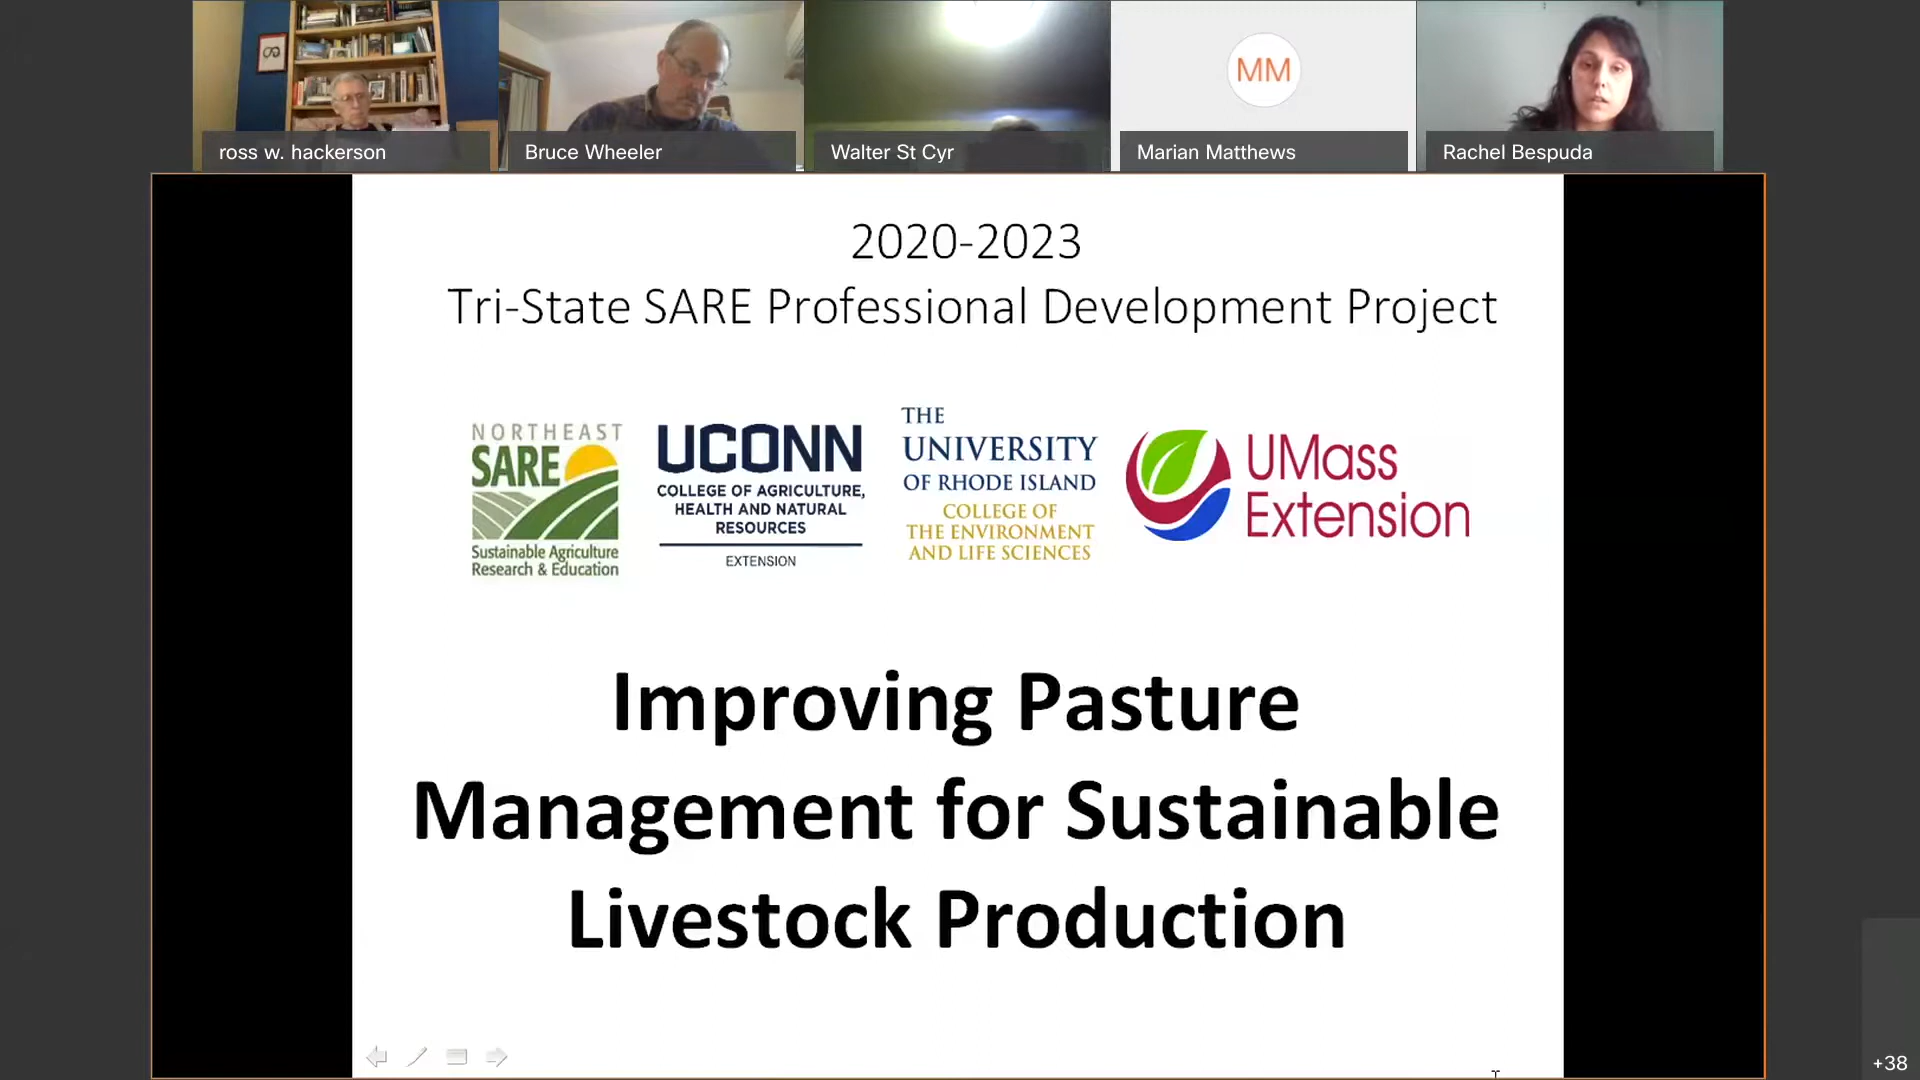 ross w. hackerson
Bruce Wheeler
Walter St Cyr
MM
Marian Matthews
Rachel Bespuda
2020-2023
Tri-State SARE Professional Development Project
NORTHEAST
SARE
Sustainable Agriculture
Research & Education
UCONN
COLLEGE OF AGRICULTURE,
HEALTH AND NATURAL
RESOURCES
EXTENSION
THE
UNIVERSITY
OF RHODE ISLAND
COLLEGE OF
THE ENVIRONMENT
AND LIFE SCIENCES
UMass
Extension
Improving Pasture
Management for Sustainable
Livestock Production
+38